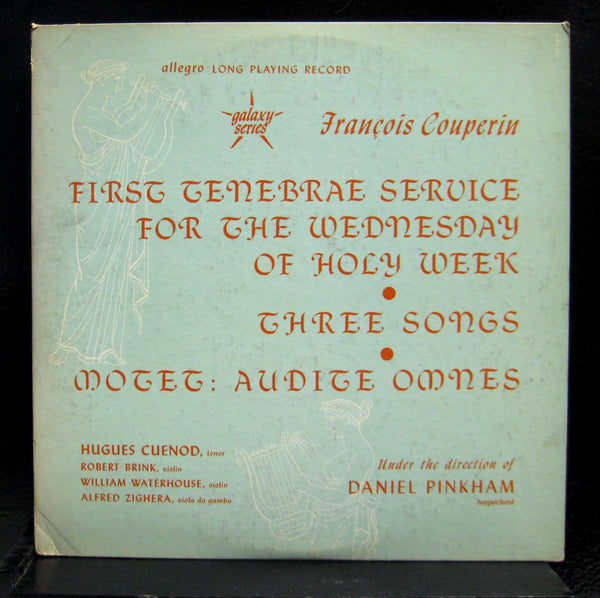 allegro LONG PLAYING RECORD
galaxy
series
François Couperin
FIRST TENEBRAE SERVICE
FOR THE WEDNESDAY
OF HOLY WEEK
THREE SONGS
MOTET: AUDITE OMNES
HUGUES CUENOD, tenor
ROBERT BRINK, violin
WILLIAM WATERHOUSE, violin
ALFRED ZIGHERA, viola da gamba
Under the direction of
DANIEL PINKHAM
harpsichord